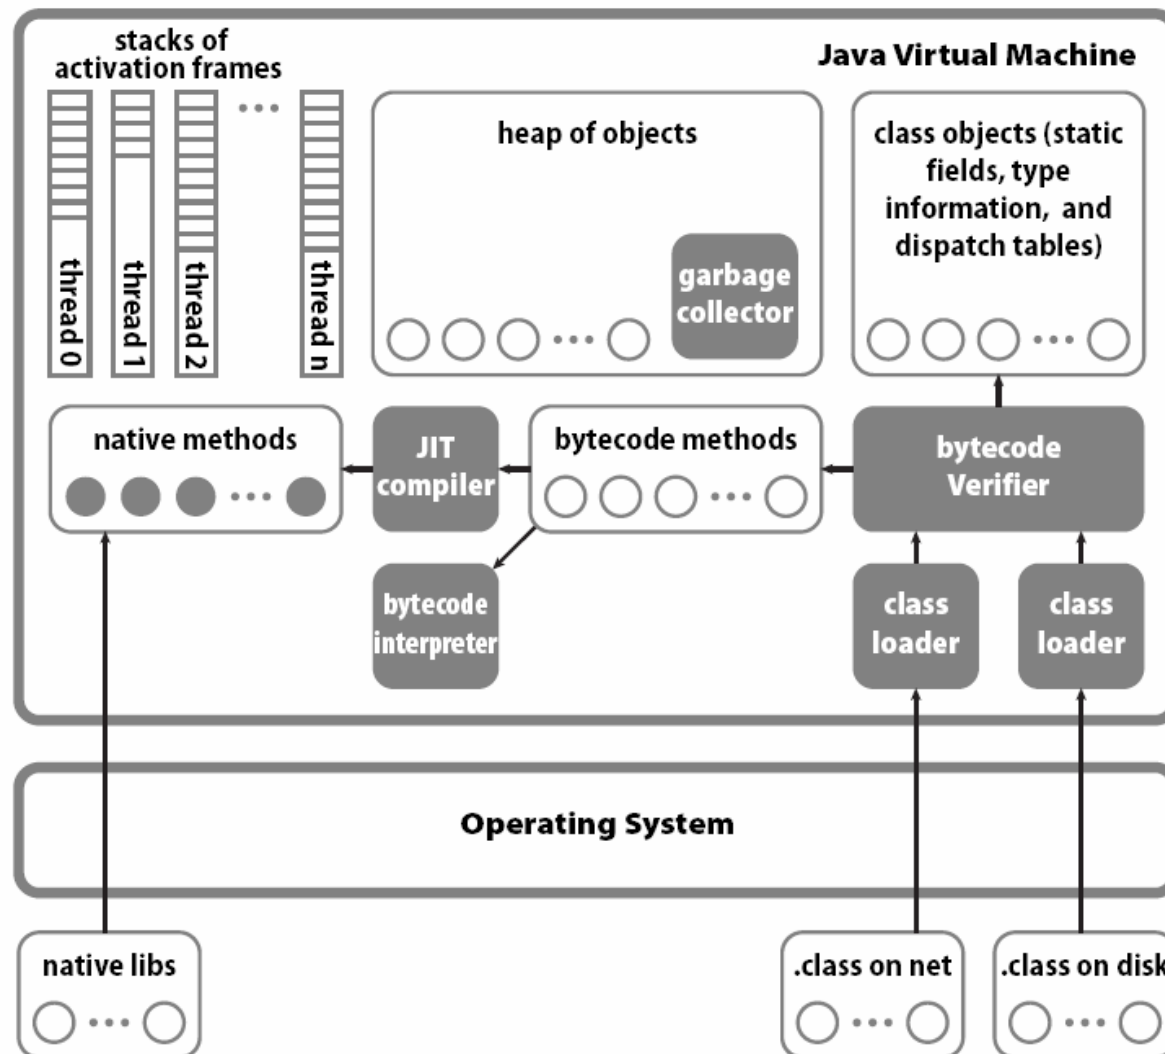 stacks of
activation frames
Java Virtual Machine
thread 0
thread 1
thread 2
thread n
heap of objects
garbage
collector
class objects (static
fields, type
information, and
dispatch tables)
native methods
JIT
compiler
bytecode methods
bytecode
Verifier
bytecode
interpreter
class
loader
class
loader
Operating System
native libs
.class on net
.class on disk